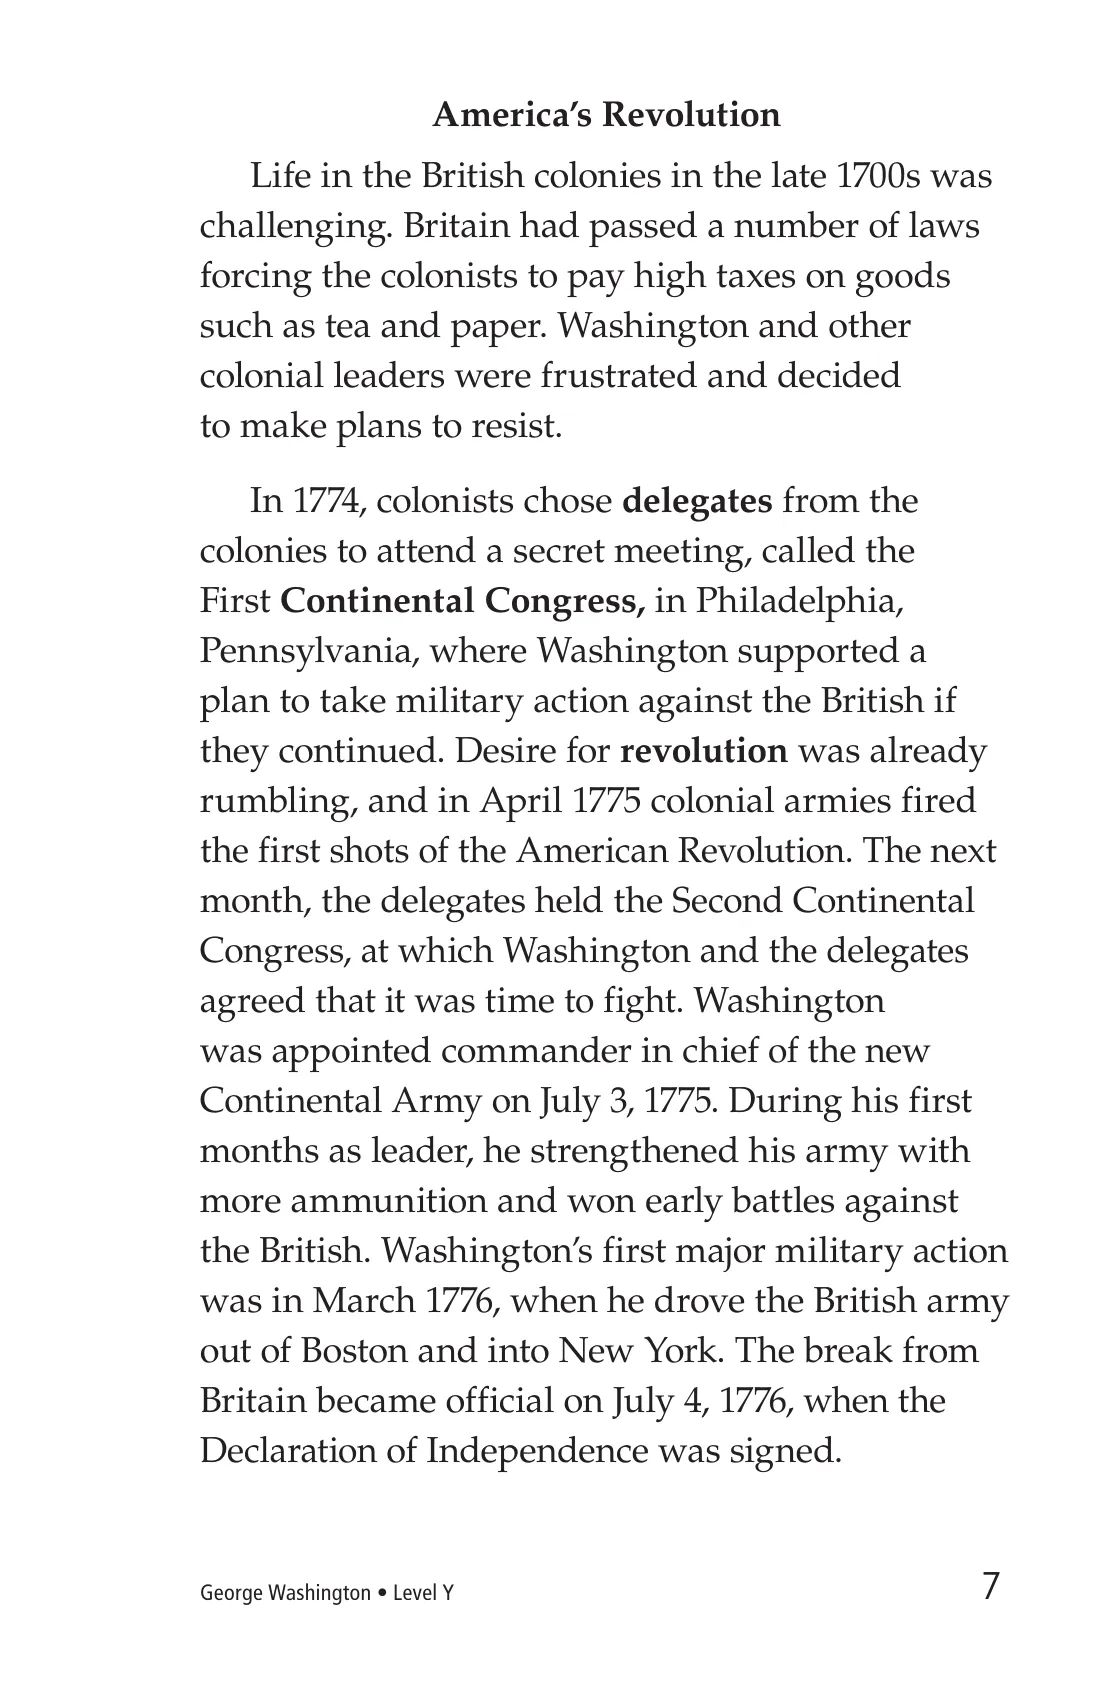 America’s Revolution
Life in the British colonies in the late 1700s was
challenging. Britain had passed a number of laws
forcing the colonists to pay high taxes on goods
such as tea and paper. Washington and other
colonial leaders were frustrated and decided
to make plans to resist.
In 1774, colonists chose delegates from the
colonies to attend a secret meeting, called the
First Continental Congress, in Philadelphia,
Pennsylvania, where Washington supported a
plan to take military action against the British if
they continued. Desire for revolution was already
rumbling, and in April 1775 colonial armies fired
the first shots of the American Revolution. The next
month, the delegates held the Second Continental
Congress, at which Washington and the delegates
agreed that it was time to fight. Washington
was appointed commander in chief of the new
Continental Army on July 3, 1775. During his first
months as leader, he strengthened his army with
more ammunition and won early battles against
the British. Washington’s first major military action
was in March 1776, when he drove the British army
out of Boston and into New York. The break from
Britain became official on July 4, 1776, when the
Declaration of Independence was signed.
George Washington • Level Y
7